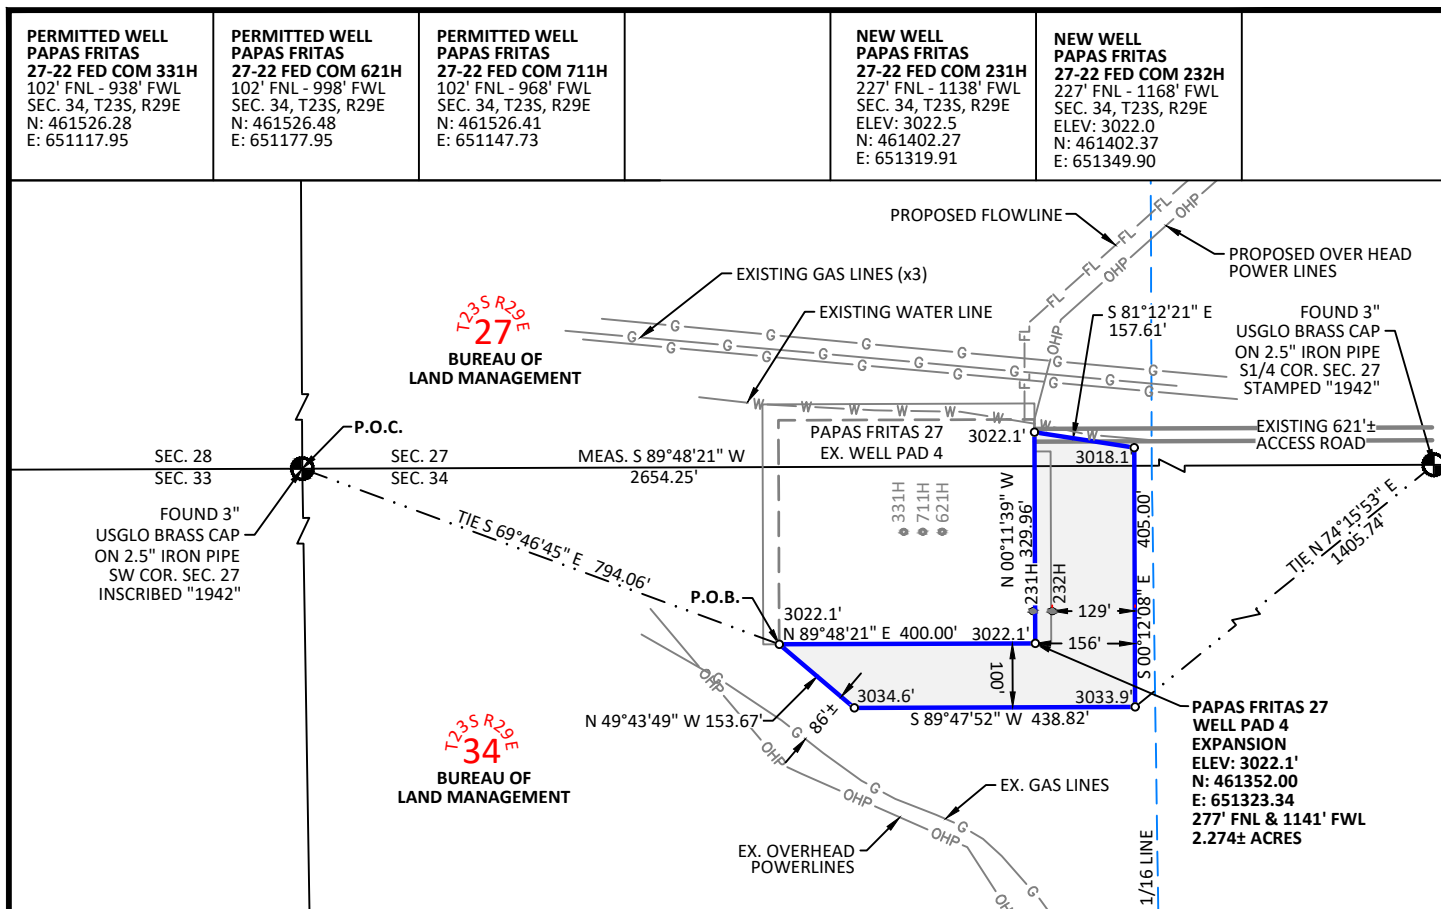 PERMITTED WELL
PAPAS FRITAS
27-22 FED COM 331H
102' FNL - 938' FWL
SEC. 34, T23S, R29E
N: 461526.28
E: 651117.95
PERMITTED WELL
PAPAS FRITAS
27-22 FED COM 621H
102' FNL - 998' FWL
SEC. 34, T23S, R29E
N: 461526.48
E: 651177.95
PERMITTED WELL
PAPAS FRITAS
27-22 FED COM 711H
102' FNL - 968' FWL
SEC. 34, T23S, R29E
N: 461526.41
E: 651147.73
NEW WELL
PAPAS FRITAS
27-22 FED COM 231H
227' FNL - 1138' FWL
SEC. 34, T23S, R29E
ELEV: 3022.5
N: 461402.27
E: 651319.91
NEW WELL
PAPAS FRITAS
27-22 FED COM 232H
227' FNL - 1168' FWL
SEC. 34, T23S, R29E
ELEV: 3022.0
N: 461402.37
E: 651349.90
PROPOSED FLOWLINE
FL
FL
FL
FL
FL
FL
OHP
OHP
OHP
PROPOSED OVER HEAD
POWER LINES
EXISTING GAS LINES (x3)
EXISTING WATER LINE
S 81°12'21" E
157.61'
FOUND 3"
USGLO BRASS CAP
ON 2.5" IRON PIPE
S1/4 COR. SEC. 27
STAMPED "1942"
T23S R29E
27
BUREAU OF
LAND MANAGEMENT
G G G G G G
G G G G G G
G G G G G G
W W W W W W W W
P.O.C.
PAPAS FRITAS 27
EX. WELL PAD 4
3022.1'
3018.1'
EXISTING 621'±
ACCESS ROAD
SEC. 28
SEC. 27
MEAS. S 89°48'21" W
SEC. 33
SEC. 34
2654.25'
FOUND 3"
USGLO BRASS CAP
ON 2.5" IRON PIPE
SW COR. SEC. 27
INSCRIBED "1942"
TIE S 69°46'45" E 794.06'
331H
711H
621H
N 00°11'39" W
329.96'
231H
232H
405.00'
S 00°12'08" E
TIE N 74°15'53" E
1405.74'
P.O.B.
3022.1'
129'
N 89°48'21" E 400.00'
3022.1'
156'
100'
3034.6'
3033.9'
N 49°43'49" W 153.67'
86'±
S 89°47'52" W 438.82'
PAPAS FRITAS 27
WELL PAD 4
EXPANSION
ELEV: 3022.1'
N: 461352.00
E: 651323.34
277' FNL & 1141' FWL
2.274± ACRES
T23S R29E
34
BUREAU OF
LAND MANAGEMENT
G
OHP
G
OHP
G
OHP
G
G
OHP
G
G
OH
EX. GAS LINES
EX. OVERHEAD
POWERLINES
1/16 LINE